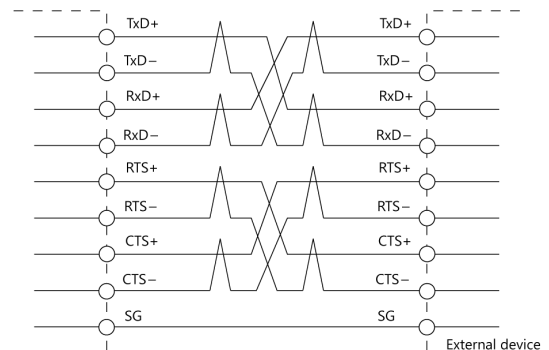 TxD+ TxD+
TxD− TxD−
RxD+ RxD+
RxD− RxD−
RTS+ RTS+
RTS− RTS−
CTS+ CTS+
CTS− CTS−
SG SG
External device